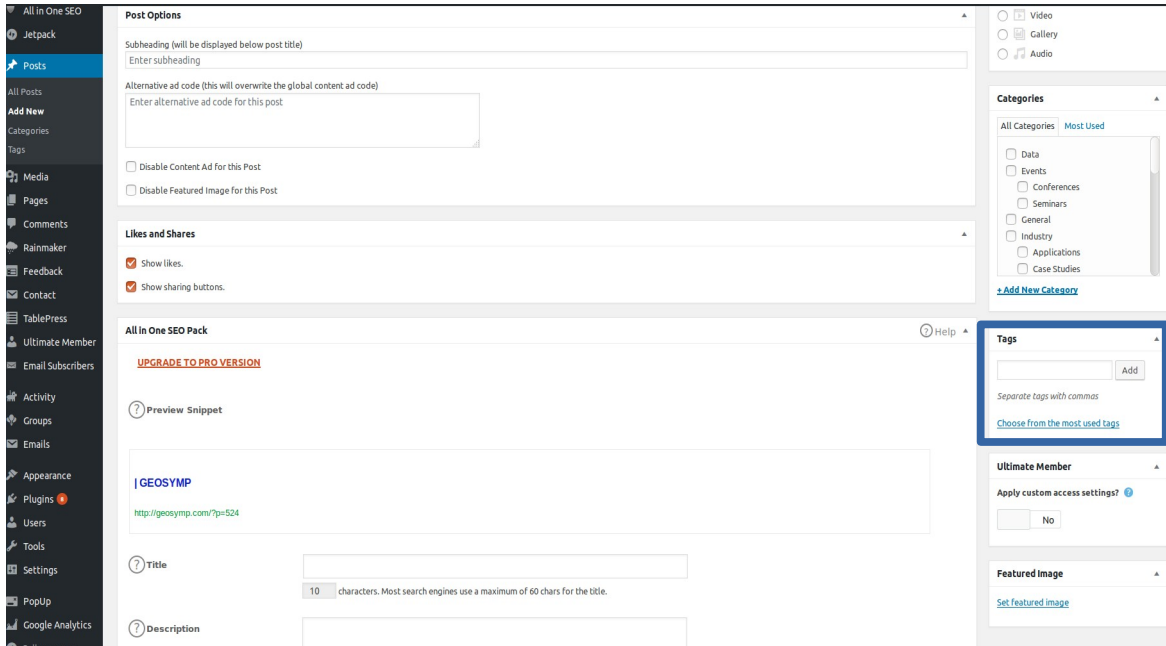 All in One SEO
Jetpack
Posts
All Posts
Add New
Categories
Tags
Media
Pages
Comments
Rainmaker
Feedback
Contact
TablePress
Ultimate Member
Email Subscribers
Activity
Groups
Emails
Appearance
Plugins 8
Users
Tools
Settings
PopUp
Google Analytics
Post Options
Subheading (will be displayed below post title)
Enter subheading
Alternative ad code (this will overwrite the global content ad code)
Enter alternative ad code for this post
Disable Content Ad for this Post
Disable Featured Image for this Post
Likes and Shares
Show likes.
Show sharing buttons.
All in One SEO Pack
? Help
UPGRADE TO PRO VERSION
? Preview Snippet
| GEOSYMP
http://geosymp.com/?p=524
? Title
10 characters. Most search engines use a maximum of 60 chars for the title.
? Description
Video
Gallery
Audio
Categories
All Categories Most Used
Data
Events
Conferences
Seminars
General
Industry
Applications
Case Studies
+ Add New Category
Tags
Add
Separate tags with commas
Choose from the most used tags
Ultimate Member
Apply custom access settings? ?
No
Featured Image
Set featured image